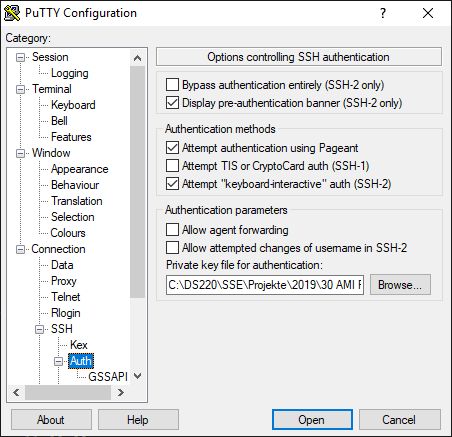 PuTTY Configuration
?
Category:
Session
Logging
Terminal
Keyboard
Bell
Features
Window
Appearance
Behaviour
Translation
Selection
Colours
Connection
Data
Proxy
Telnet
Rlogin
SSH
Kex
Auth
GSSAPI
Options controlling SSH authentication
Bypass authentication entirely (SSH-2 only)
Display pre-authentication banner (SSH-2 only)
Authentication methods
Attempt authentication using Pageant
Attempt TIS or CryptoCard auth (SSH-1)
Attempt "keyboard-interactive" auth (SSH-2)
Authentication parameters
Allow agent forwarding
Allow attempted changes of username in SSH-2
Private key file for authentication:
C:\DS220\SSE\Projekte\2019\30 AMI
Browse...
About
Help
Open
Cancel